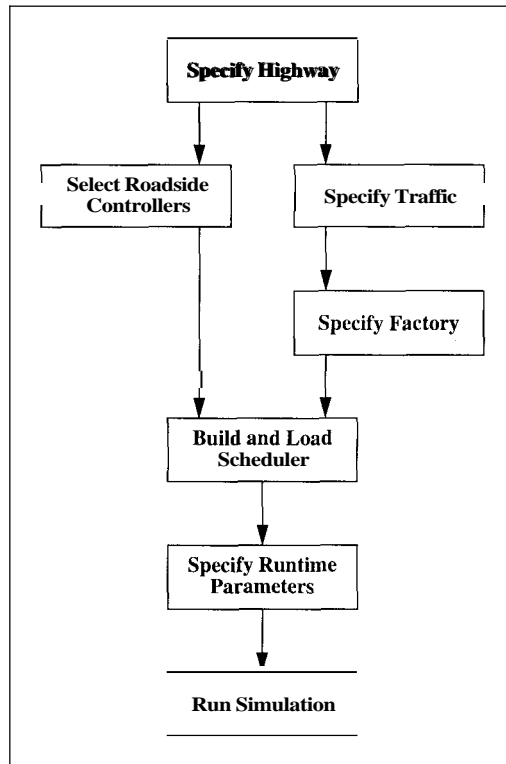 Specify Highway
Select Roadside
Controllers
Specify Traffic
Specify Factory
Build and Load
Scheduler
Specify Runtime
Parameters
Run Simulation